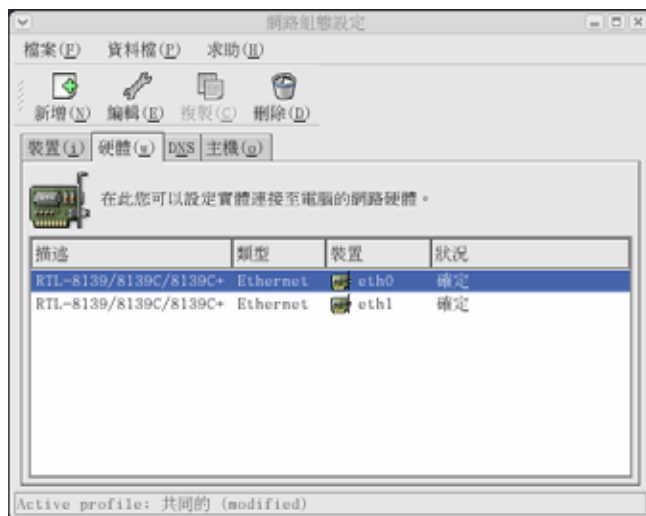 網路組態設定
檔案(F) 資料檔(P) 求助(H)
新增(N) 編輯(E) 複製(C) 刪除(D)
裝置(i) 硬體(w) DNS 主機(o)
在此您可以設定實體連接至電腦的網路硬體。
描述 類型 裝置 狀況
RTL-8139/8139C/8139C+ Ethernet eth0 確定
RTL-8139/8139C/8139C+ Ethernet eth1 確定
Active profile: 共同的 (modified)